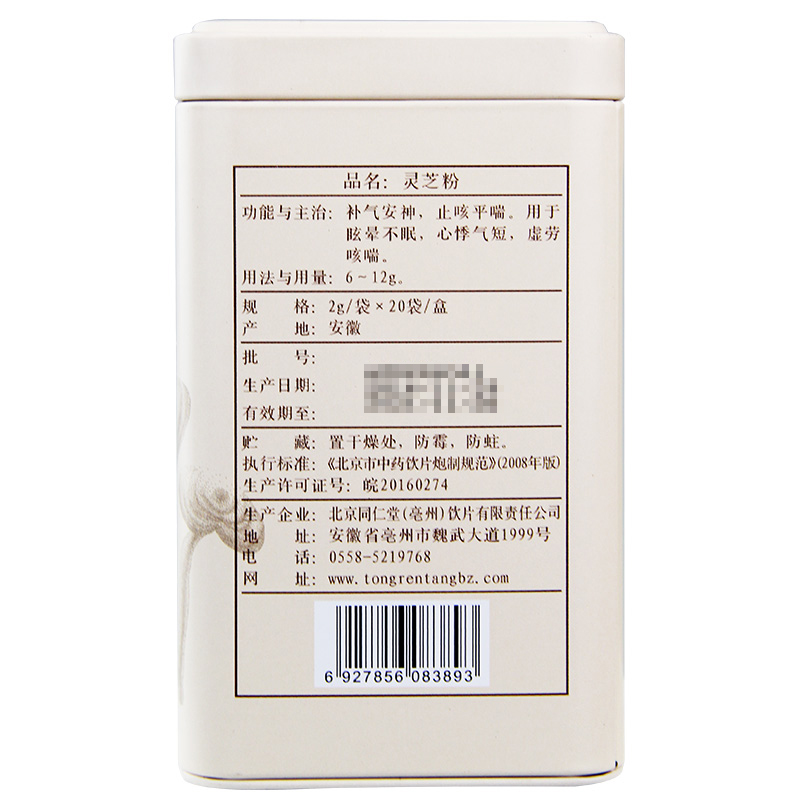 品名：灵芝粉
功能与主治：补气安神，止咳平喘。用于
眩晕不眠，心悸气短，虚劳
咳喘。
用法与用量：6～12g。
规 格：2g/袋×20袋/盒
产 地：安徽
批 号：
生产日期：
有效期至：
贮 藏：置干燥处，防霉，防蛀。
执行标准：《北京市中药饮片炮制规范》(2008年版)
生产许可证号：皖20160274
生产企业：北京同仁堂(亳州)饮片有限责任公司
地 址：安徽省亳州市魏武大道1999号
电 话：0558-5219768
网 址：www.tongrentangbz.com
6 927856 083893